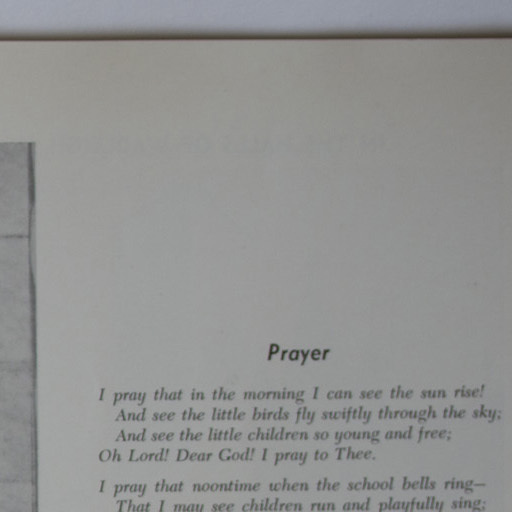 Prayer
I pray that in the morning I can see the sun rise!
And see the little birds fly swiftly through the sky;
And see the little children so young and free;
Oh Lord! Dear God! I pray to Thee.
I pray that noontime when the school bells ring—
That I may see children run and playfully sing;